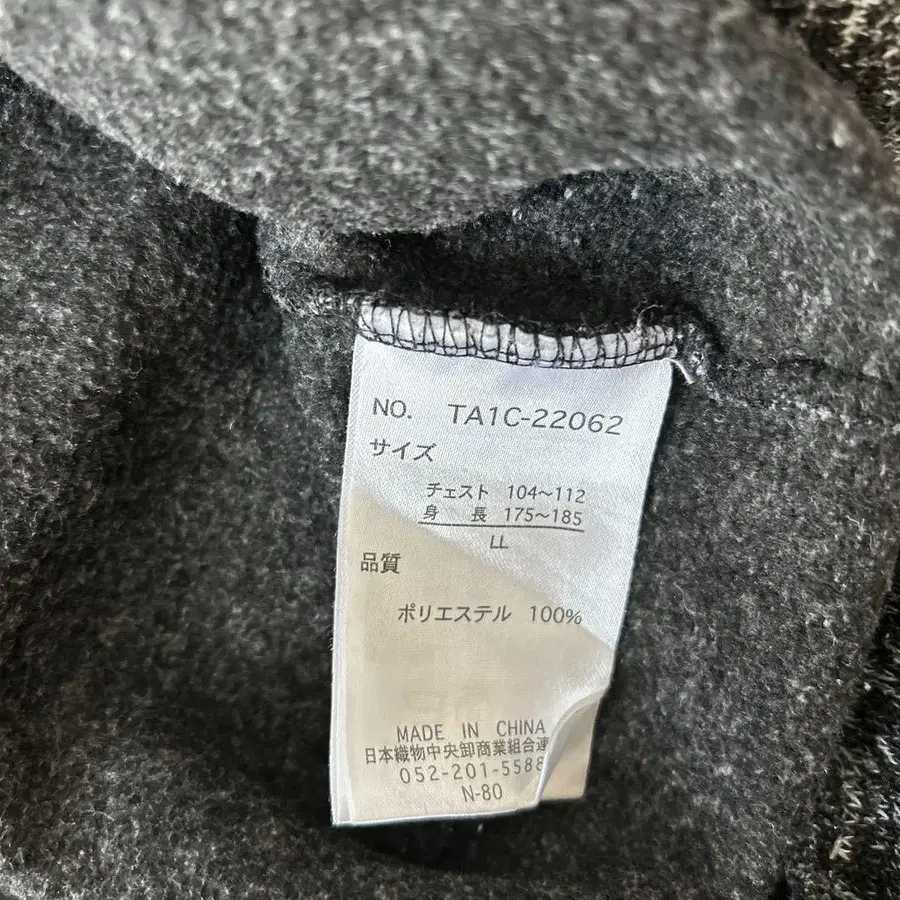 NO. TA1C-22062
サイズ
チェスト 104〜112
身 長 175〜185
LL
品質
ポリエステル 100%
MADE IN CHINA
日本織物中央卸商業組合連
052-201-5588
N-80